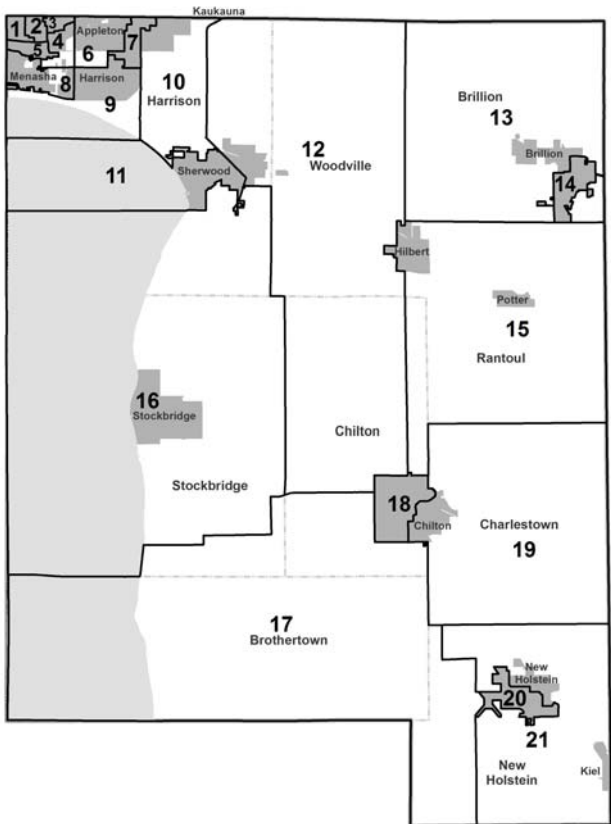 Kaukauna
1 2 3 Appleton
4 7
5 6
Menasha 8 Harrison
9
10
Harrison
Brillion
13
Brillion
14
11
Sherwood
12
Woodville
Hilbert
Potter
15
Rantoul
16
Stockbridge
Chilton
Stockbridge
18
Chilton
Charlestown
19
17
Brothertown
New
Holstein
20
21
New
Holstein
Kiel